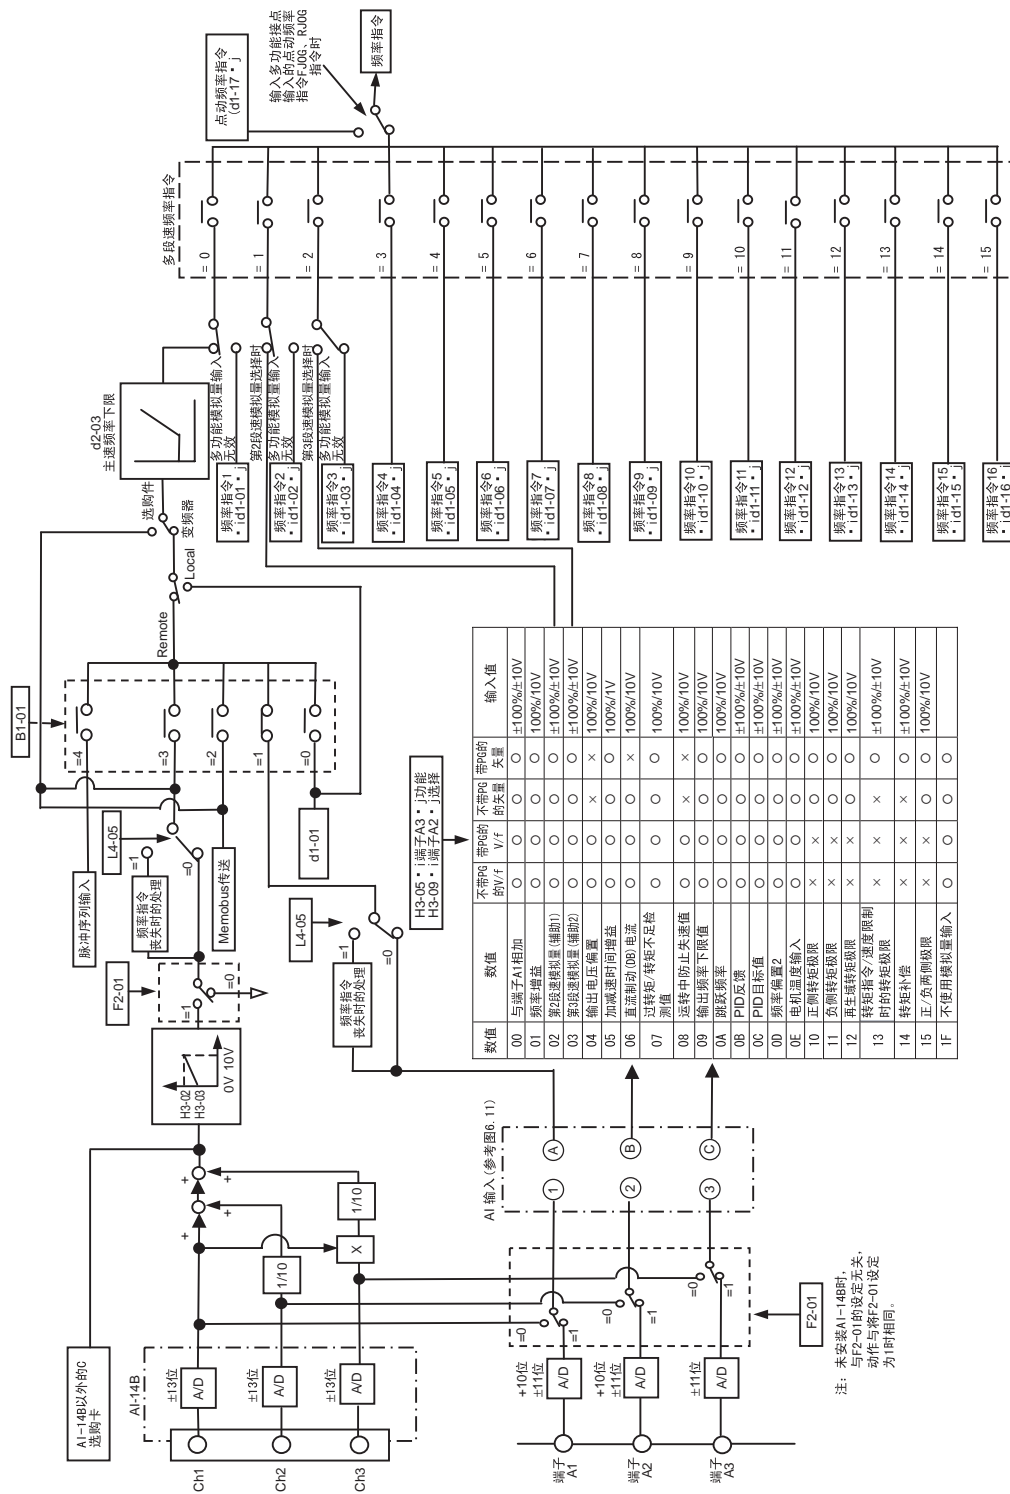 AI-14B以外的C
选购卡
AI-14B
Ch1
Ch2
Ch3
±13位
±13位
±13位
A/D
A/D
A/D
1/10
X
1/10
+
+
+
+
H3-02
H3-03
0V 10V
F2-01
=1
=0
脉冲序列输入
频率指令
丧失时的处理
=1
=0
L4-05
Memobus传送
d1-01
B1-01
=4
=3
=2
=1
=0
Remote
Local
选购件
变频器
d2-03
主速频率下限
L4-05
频率指令
丧失时的处理
=1
=0
H3-05・i端子A3・j功能
H3-09・i端子A2・j选择
端子
A1
端子
A2
端子
A3
+10位
±11位
+10位
±11位
±11位
A/D
A/D
A/D
=0
=1
=0
=1
=0
=1
F2-01
AI 输入(参考图6.11)
1
2
3
A
B
C
注: 未安装AI-14B时,
与F2-01的设定无关,
动作与将F2-01设定
为1时相同。
数值 数值 不带PG的V/f 带PG的V/f 不带PG的矢量 带PG的矢量 输入值
00 与端子A1相加 ○ ○ ○ ○ ±100%/±10V
01 频率增益 ○ ○ ○ ○ 100%/10V
02 第2段速模拟量(辅助1) ○ ○ ○ ○ ±100%/±10V
03 第3段速模拟量(辅助2) ○ ○ ○ ○ ±100%/±10V
04 输出电压偏置 ○ ○ × × 100%/10V
05 加减速时间增益 ○ ○ ○ ○ 100%/1V
06 直流制动(DB)电流 ○ ○ ○ × 100%/10V
07 过转矩/转矩不足检测值 ○ ○ ○ ○ 100%/10V
08 运转中防止失速值 ○ ○ × × 100%/10V
09 输出频率下限值 ○ ○ ○ ○ 100%/10V
0A 跳跃频率 ○ ○ ○ ○ 100%/10V
0B PID反馈 ○ ○ ○ ○ ±100%/±10V
0C PID目标值 ○ ○ ○ ○ ±100%/±10V
0D 频率偏置2 ○ ○ ○ ○ ±100%/±10V
0E 电机温度输入 ○ ○ ○ ○ ±100%/±10V
10 正侧转矩极限 × × ○ ○ 100%/10V
11 负侧转矩极限 × × ○ ○ 100%/10V
12 再生域转矩极限 × × ○ ○ 100%/10V
13 转矩指令/速度限制时的转矩极限 × × × ○ ±100%/10V
14 转矩补偿 × × × ○ ±100%/10V
15 正/负两侧极限 × × ○ ○ 100%/10V
1F 不使用模拟量输入 ○ ○ ○ ○
多功能模拟量输入
无效
第2段速模拟量选择时
多功能模拟量输入
无效
第3段速模拟量选择时
多功能模拟量输入
无效
频率指令1
・id1-01・j
频率指令2
・id1-02・j
频率指令3
・id1-03・j
频率指令4
・id1-04・j
频率指令5
・id1-05・j
频率指令6
・id1-06・j
频率指令7
・id1-07・j
频率指令8
・id1-08・j
频率指令9
・id1-09・j
频率指令10
・id1-10・j
频率指令11
・id1-11・j
频率指令12
・id1-12・j
频率指令13
・id1-13・j
频率指令14
・id1-14・j
频率指令15
・id1-15・j
频率指令16
・id1-16・j
多段速频率指令
= 0
= 1
= 2
= 3
= 4
= 5
= 6
= 7
= 8
= 9
= 10
= 11
= 12
= 13
= 14
= 15
点动频率指令
(d1-17・j
输入多功能接点
输入的点动频率
指令FJOG、RJOG
指令时
频率指令